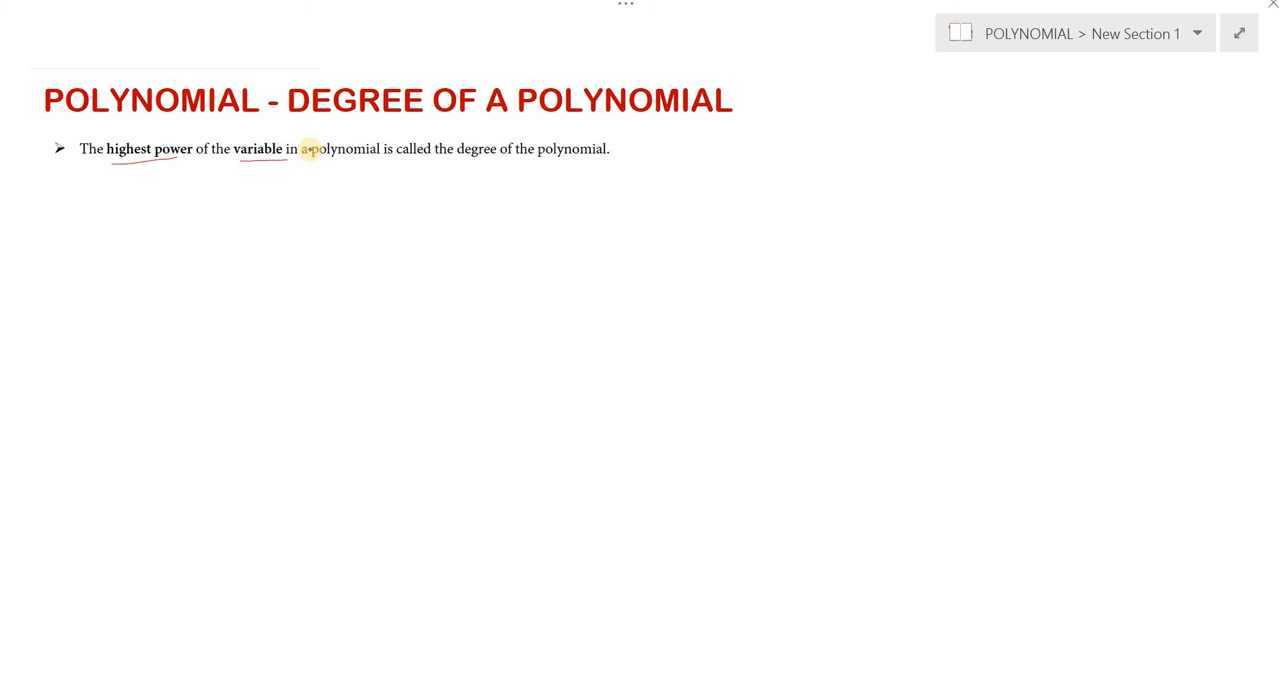 POLYNOMIAL > New Section 1
POLYNOMIAL - DEGREE OF A POLYNOMIAL
➢ The highest power of the variable in a polynomial is called the degree of the polynomial.